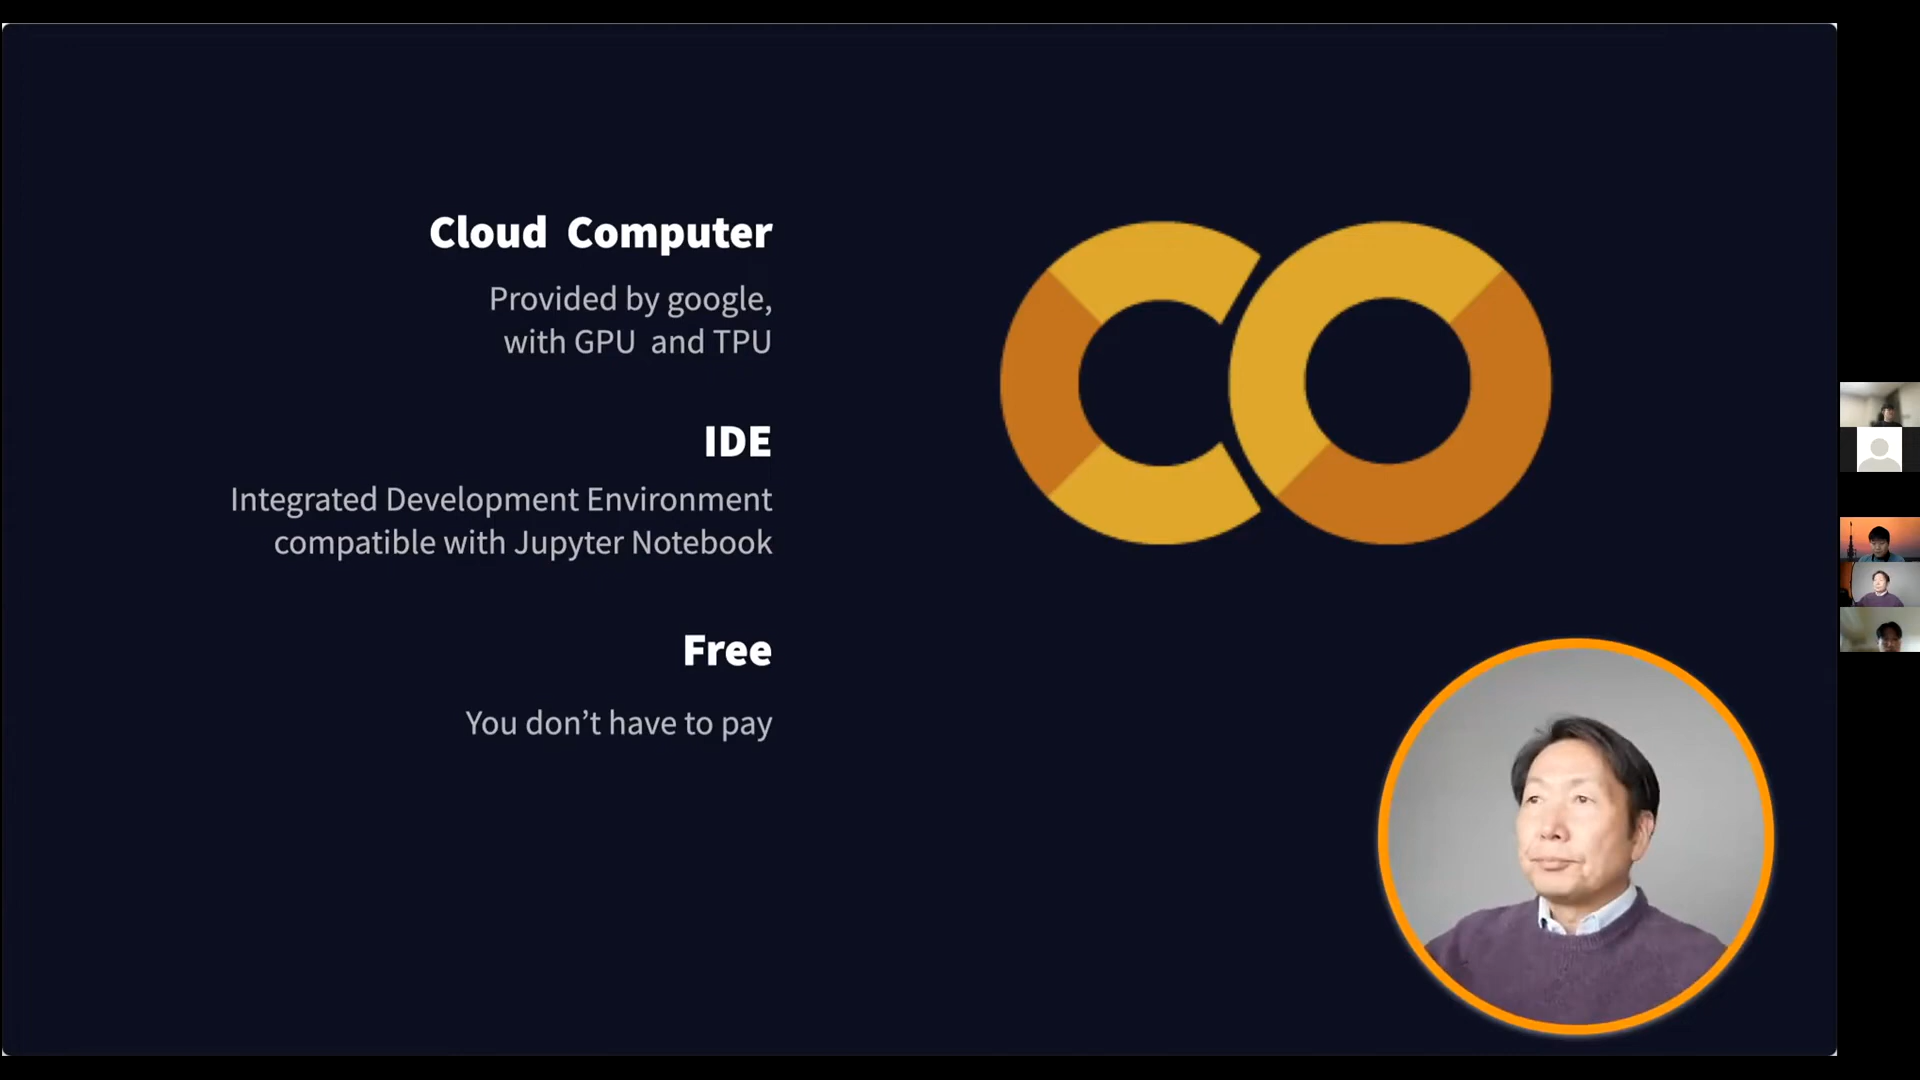 Cloud Computer
Provided by google,
with GPU and TPU
IDE
Integrated Development Environment
compatible with Jupyter Notebook
Free
You don’t have to pay
CO